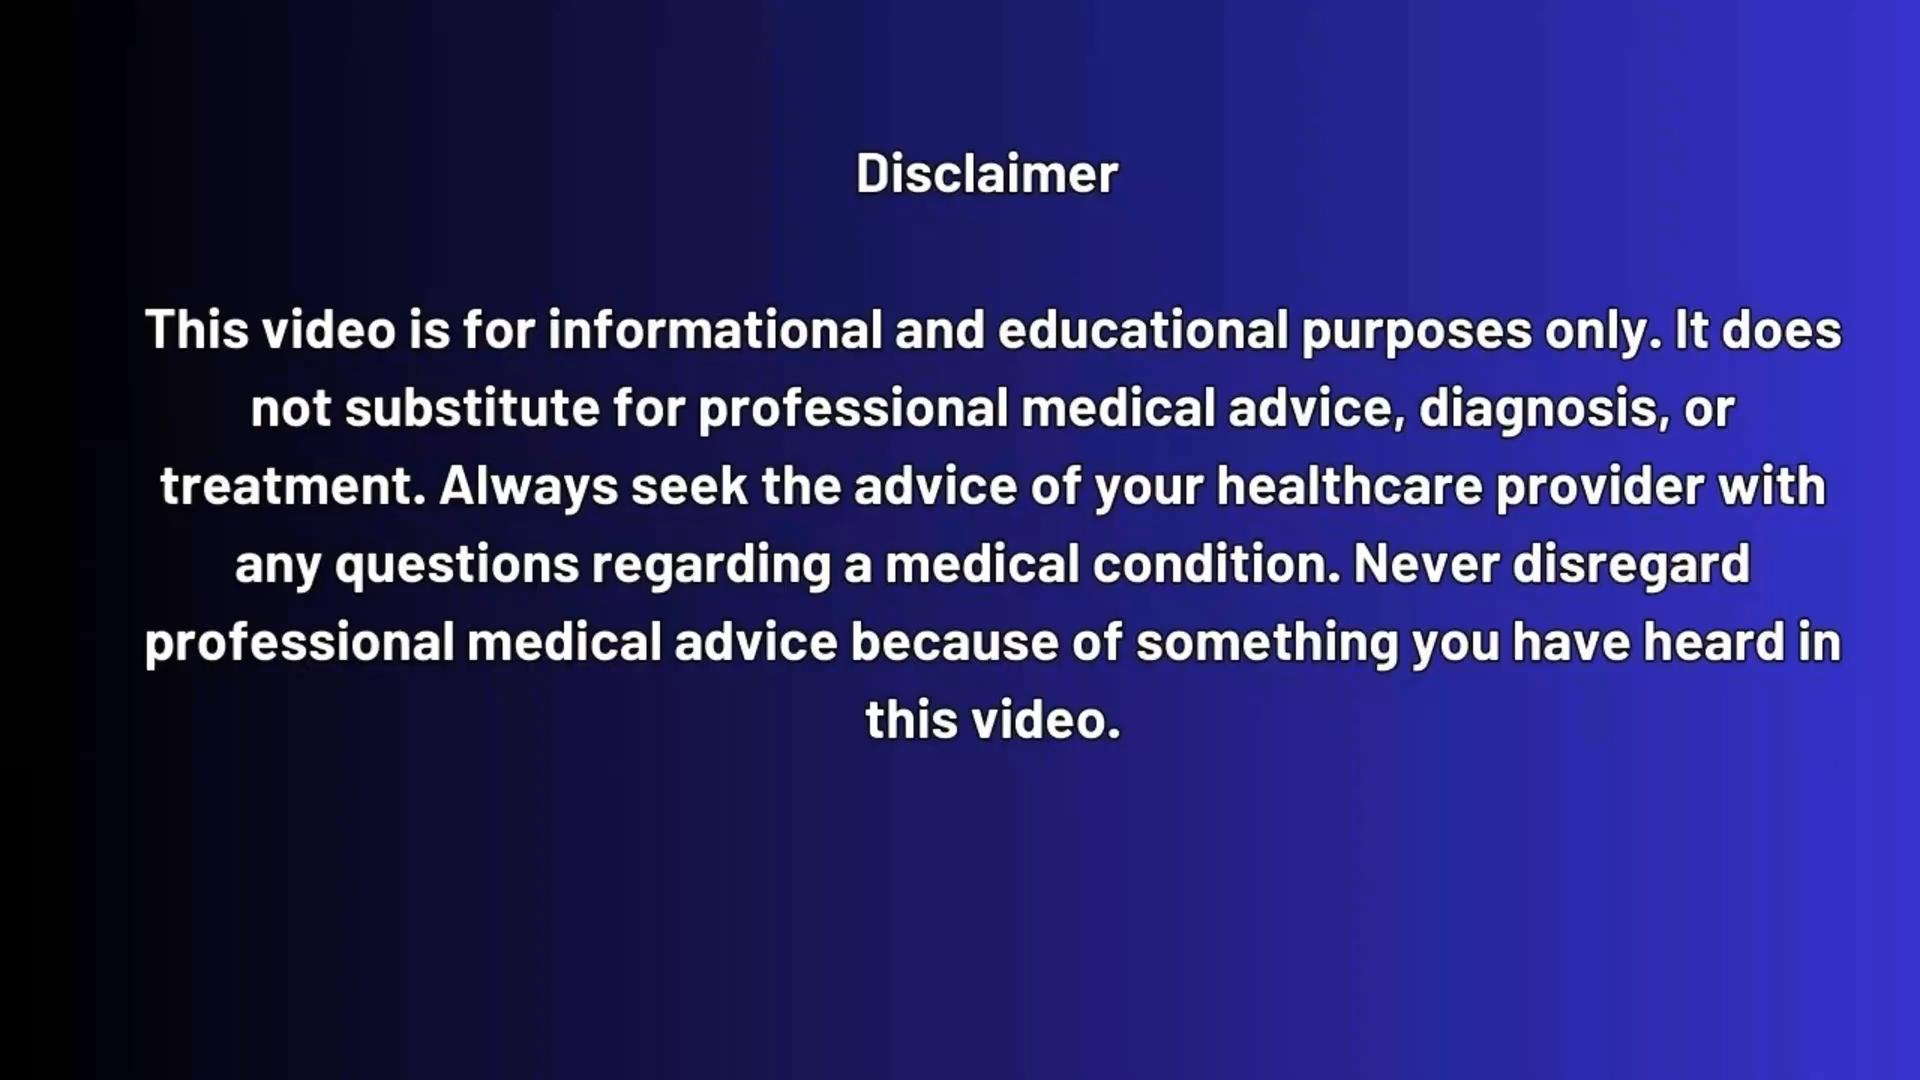 Disclaimer
This video is for informational and educational purposes only. It does
not substitute for professional medical advice, diagnosis, or
treatment. Always seek the advice of your healthcare provider with
any questions regarding a medical condition. Never disregard
professional medical advice because of something you have heard in
this video.